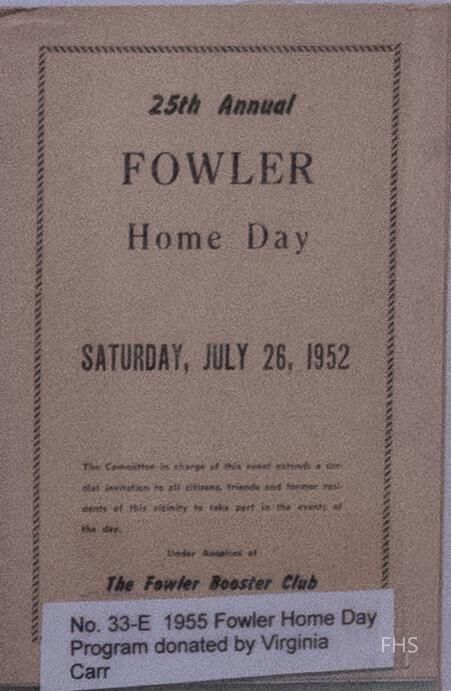 25th Annual
FOWLER
Home Day
SATURDAY, JULY 26, 1952
The Committee in charge of this event extends a cor-
dial invitation to all citizens, friends and former resi-
dents of this vicinity to take part in the events of
the day.
Under Auspices of
The Fowler Booster Club
No. 33-E 1955 Fowler Home Day
Program donated by Virginia
Carr
FHS